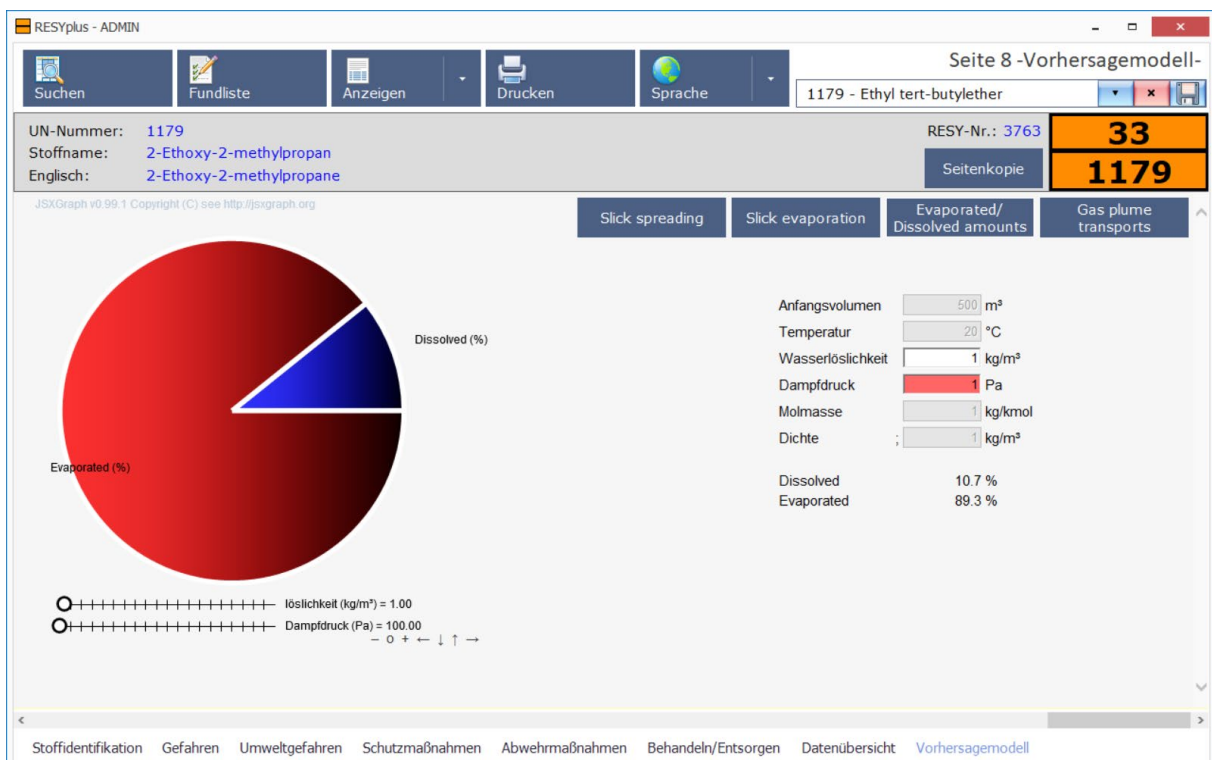 RESYplus - ADMIN
Seite 8 -Vorhersagemodell-
Suchen Fundliste Anzeigen Drucken Sprache
1179 - Ethyl tert-butylether
UN-Nummer: 1179
RESY-Nr.: 3763
33
Stoffname: 2-Ethoxy-2-methylpropan
Englisch: 2-Ethoxy-2-methylpropane
Seitenkopie
1179
JSXGraph v0.99.1 Copyright (C) see http://jsxgraph.org
Slick spreading
Slick evaporation
Evaporated/
Dissolved amounts
Gas plume
transports
Anfangsvolumen 500 m³
Temperatur 20 °C
Wasserlöslichkeit 1 kg/m³
Dampfdruck 1 Pa
Molmasse 1 kg/kmol
Dichte ; 1 kg/m³
Dissolved 10.7 %
Evaporated 89.3 %
Dissolved (%)
Evaporated (%)
löslichkeit (kg/m³) = 1.00
Dampfdruck (Pa) = 100.00
– o + ← ↓ ↑ →
Stoffidentifikation Gefahren Umweltgefahren Schutzmaßnahmen Abwehrmaßnahmen Behandeln/Entsorgen Datenübersicht Vorhersagemodell